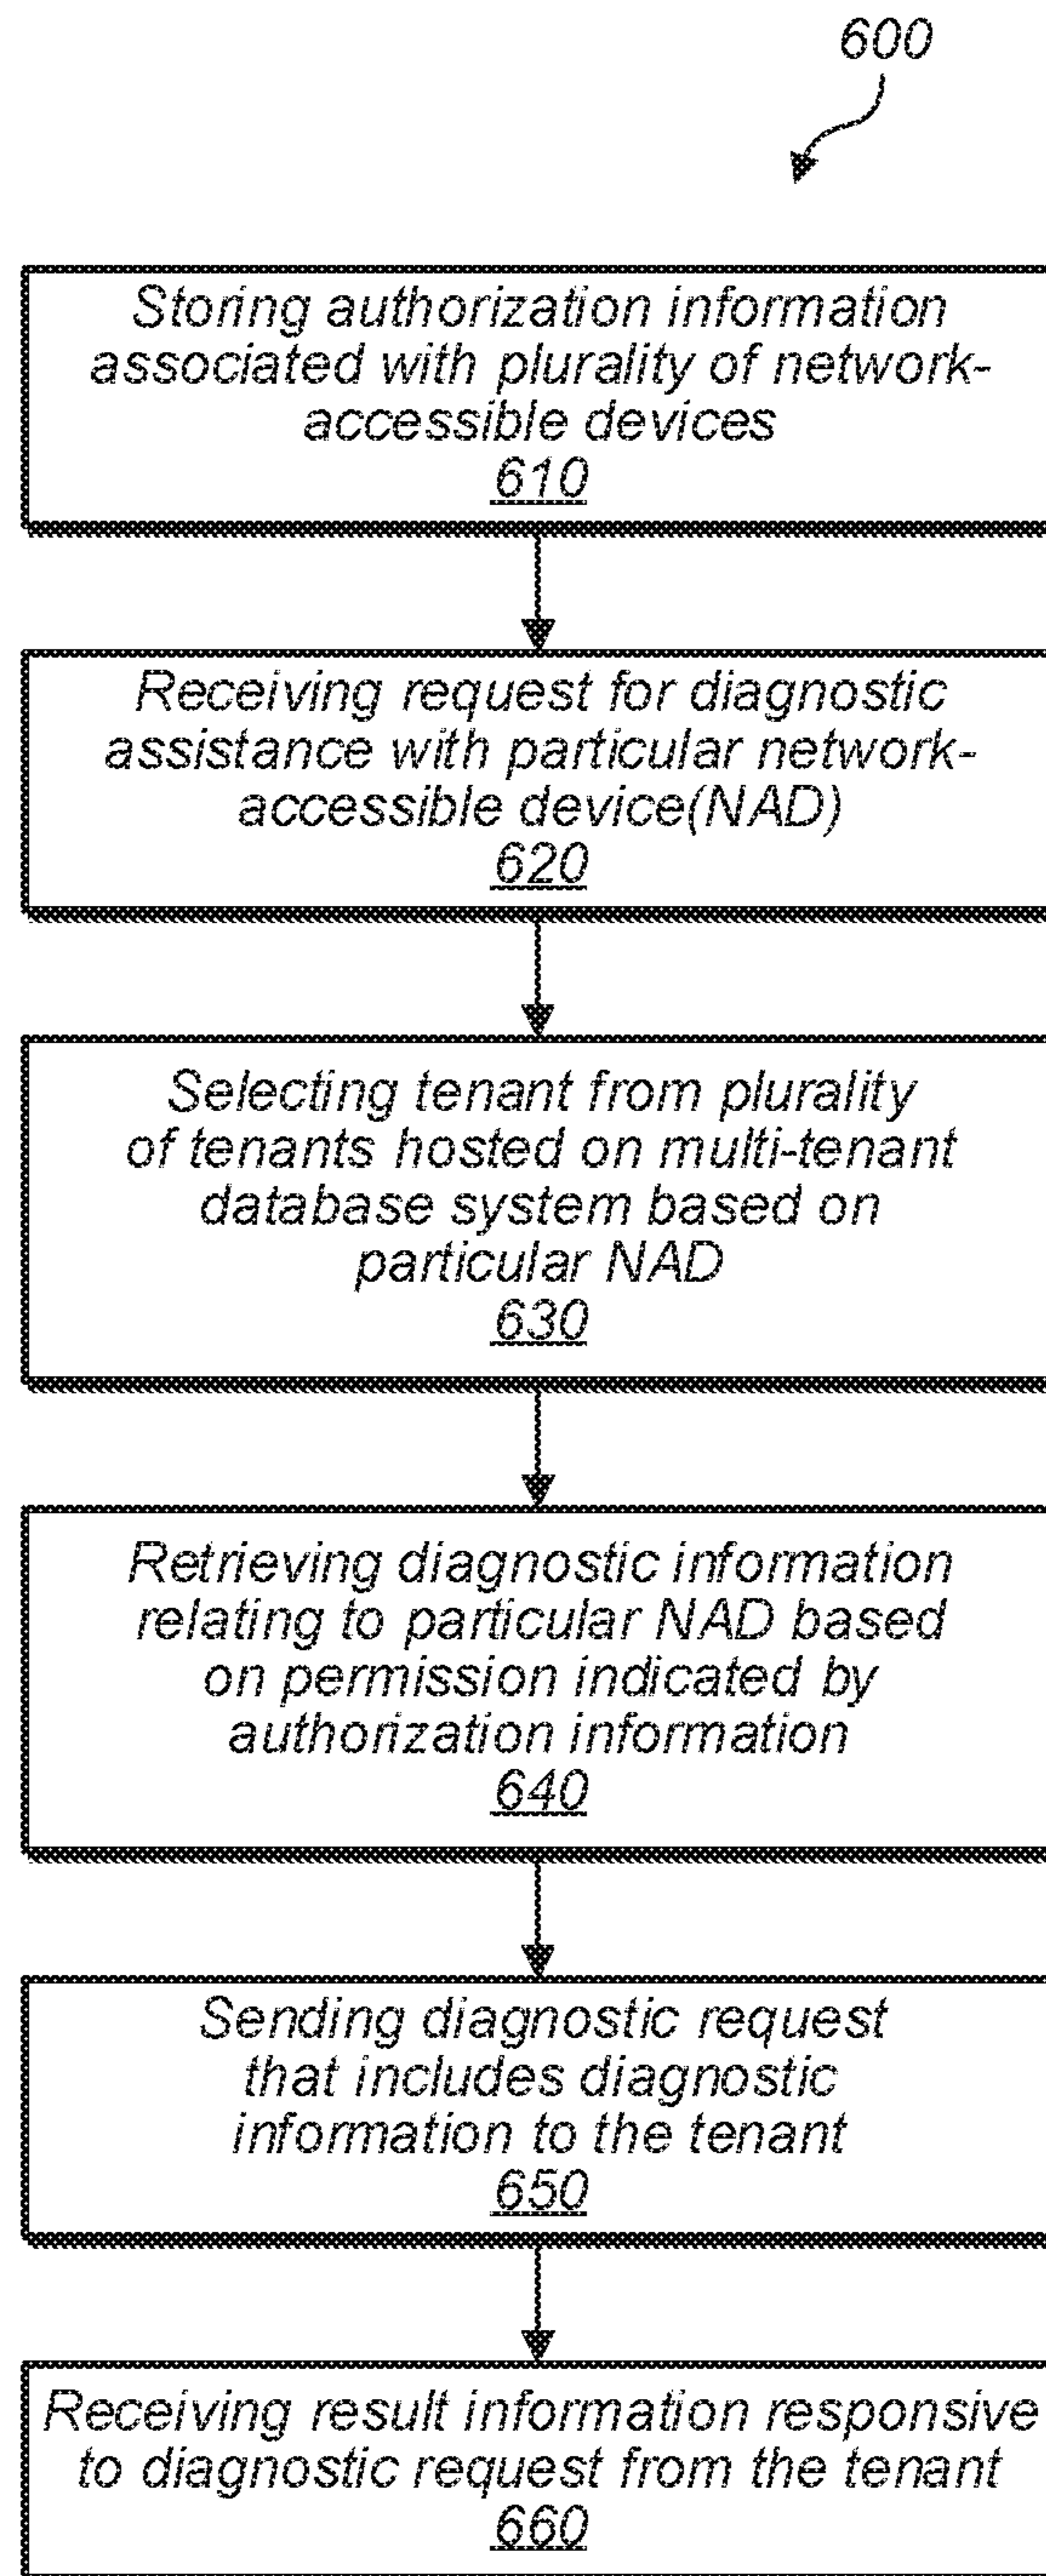 600
Storing authorization information
associated with plurality of network-
accessible devices
610
Receiving request for diagnostic
assistance with particular network-
accessible device(NAD)
620
Selecting tenant from plurality
of tenants hosted on multi-tenant
database system based on
particular NAD
630
Retrieving diagnostic information
relating to particular NAD based
on permission indicated by
authorization information
640
Sending diagnostic request
that includes diagnostic
information to the tenant
650
Receiving result information responsive
to diagnostic request from the tenant
660